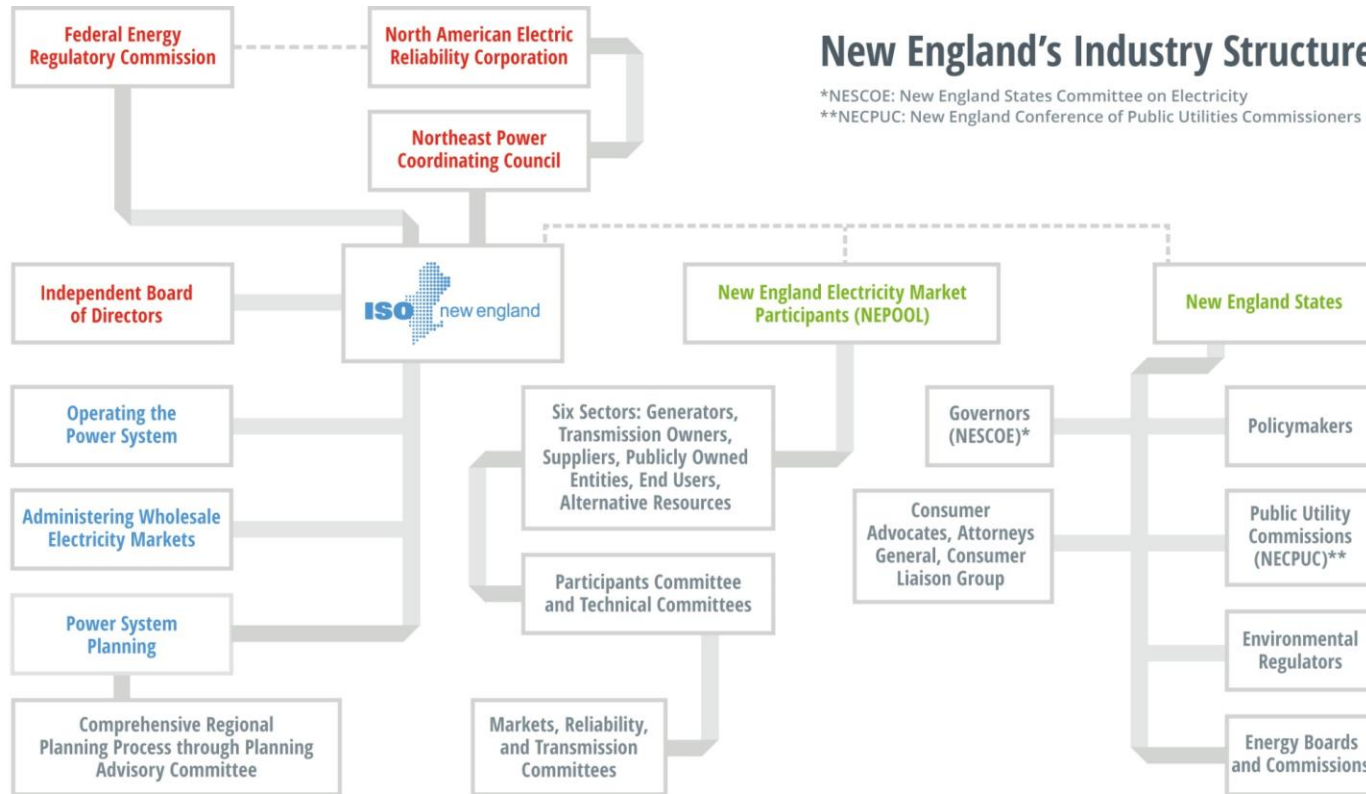 Federal Energy
Regulatory Commission
North American Electric
Reliability Corporation
New England's Industry Structure
*NESCOE: New England States Committee on Electricity
**NECPUC: New England Conference of Public Utilities Commissioners
Northeast Power
Coordinating Council
Independent Board
of Directors
ISO new england
New England Electricity Market
Participants (NEPOOL)
New England States
Operating the
Power System
Six Sectors: Generators,
Transmission Owners,
Suppliers, Publicly Owned
Entities, End Users,
Alternative Resources
Governors
(NESCOE)*
Policymakers
Administering Wholesale
Electricity Markets
Consumer
Advocates, Attorneys
General, Consumer
Liaison Group
Public Utility
Commissions
(NECPUC)**
Participants Committee
and Technical Committees
Power System
Planning
Environmental
Regulators
Comprehensive Regional
Planning Process through Planning
Advisory Committee
Markets, Reliability,
and Transmission
Committees
Energy Boards
and Commissions